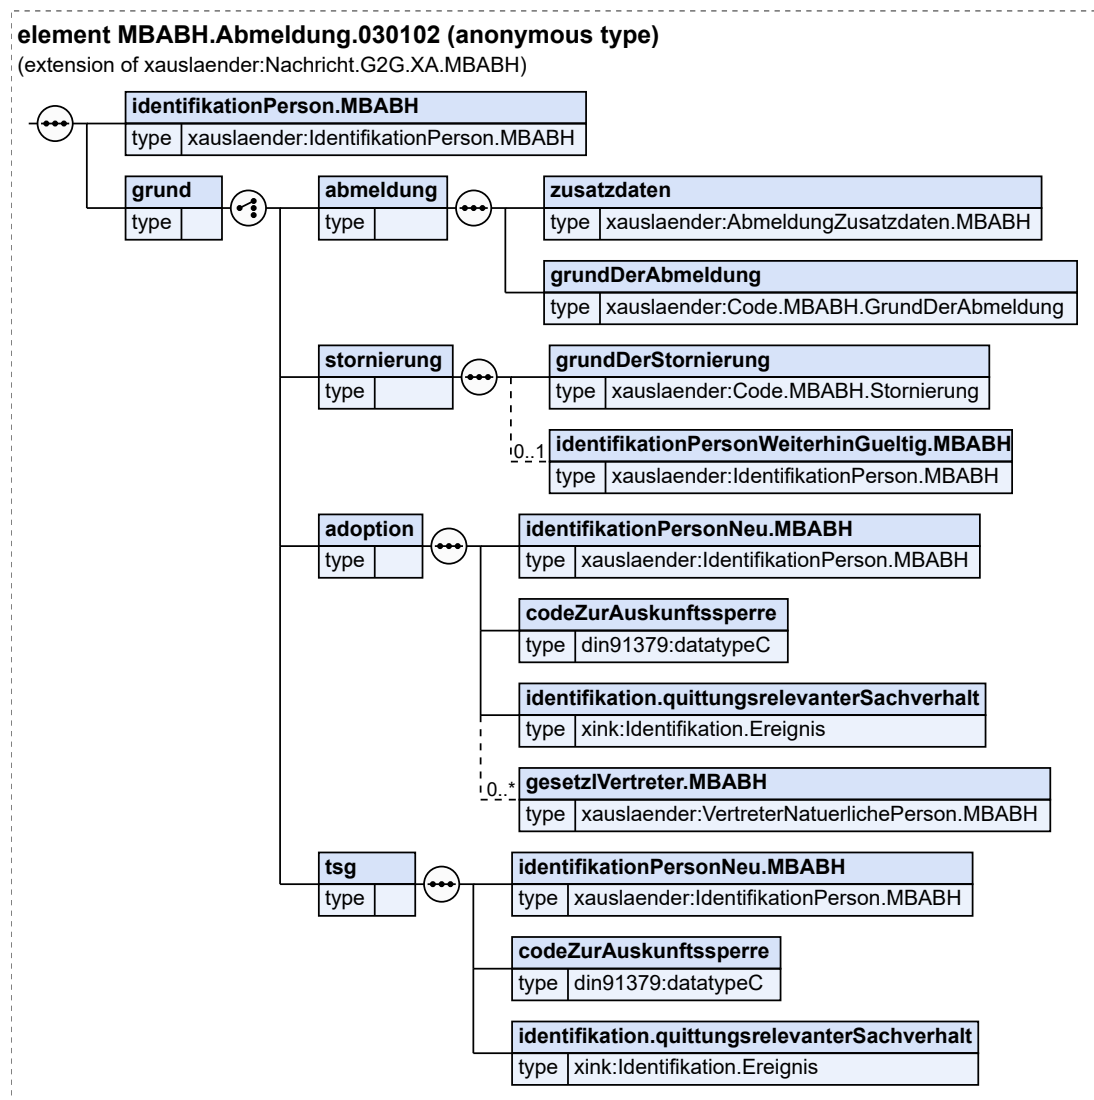 element MBABH.Abmeldung.030102 (anonymous type)
(extension of xauslaender:Nachricht.G2G.XA.MBABH)
identifikationPerson.MBABH
type xauslaender:IdentifikationPerson.MBABH
grund
type
abmeldung
type
zusatzdaten
type xauslaender:AbmeldungZusatzdaten.MBABH
grundDerAbmeldung
type xauslaender:Code.MBABH.GrundDerAbmeldung
stornierung
type
grundDerStornierung
type xauslaender:Code.MBABH.Stornierung
0..1
identifikationPersonWeiterhinGueltig.MBABH
type xauslaender:IdentifikationPerson.MBABH
adoption
type
identifikationPersonNeu.MBABH
type xauslaender:IdentifikationPerson.MBABH
codeZurAuskunftssperre
type din91379:datatypeC
identifikation.quittungsrelevanterSachverhalt
type xink:Identifikation.Ereignis
0..*
gesetzlVertreter.MBABH
type xauslaender:VertreterNatuerlichePerson.MBABH
tsg
type
identifikationPersonNeu.MBABH
type xauslaender:IdentifikationPerson.MBABH
codeZurAuskunftssperre
type din91379:datatypeC
identifikation.quittungsrelevanterSachverhalt
type xink:Identifikation.Ereignis